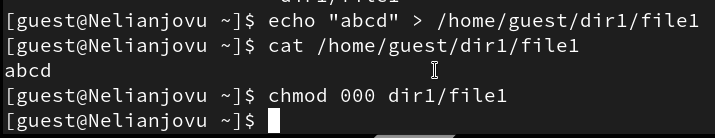 [guest@Nelianjovu ~]$ echo "abcd" > /home/guest/dir1/file1
[guest@Nelianjovu ~]$ cat /home/guest/dir1/file1
abcd
[guest@Nelianjovu ~]$ chmod 000 dir1/file1
[guest@Nelianjovu ~]$